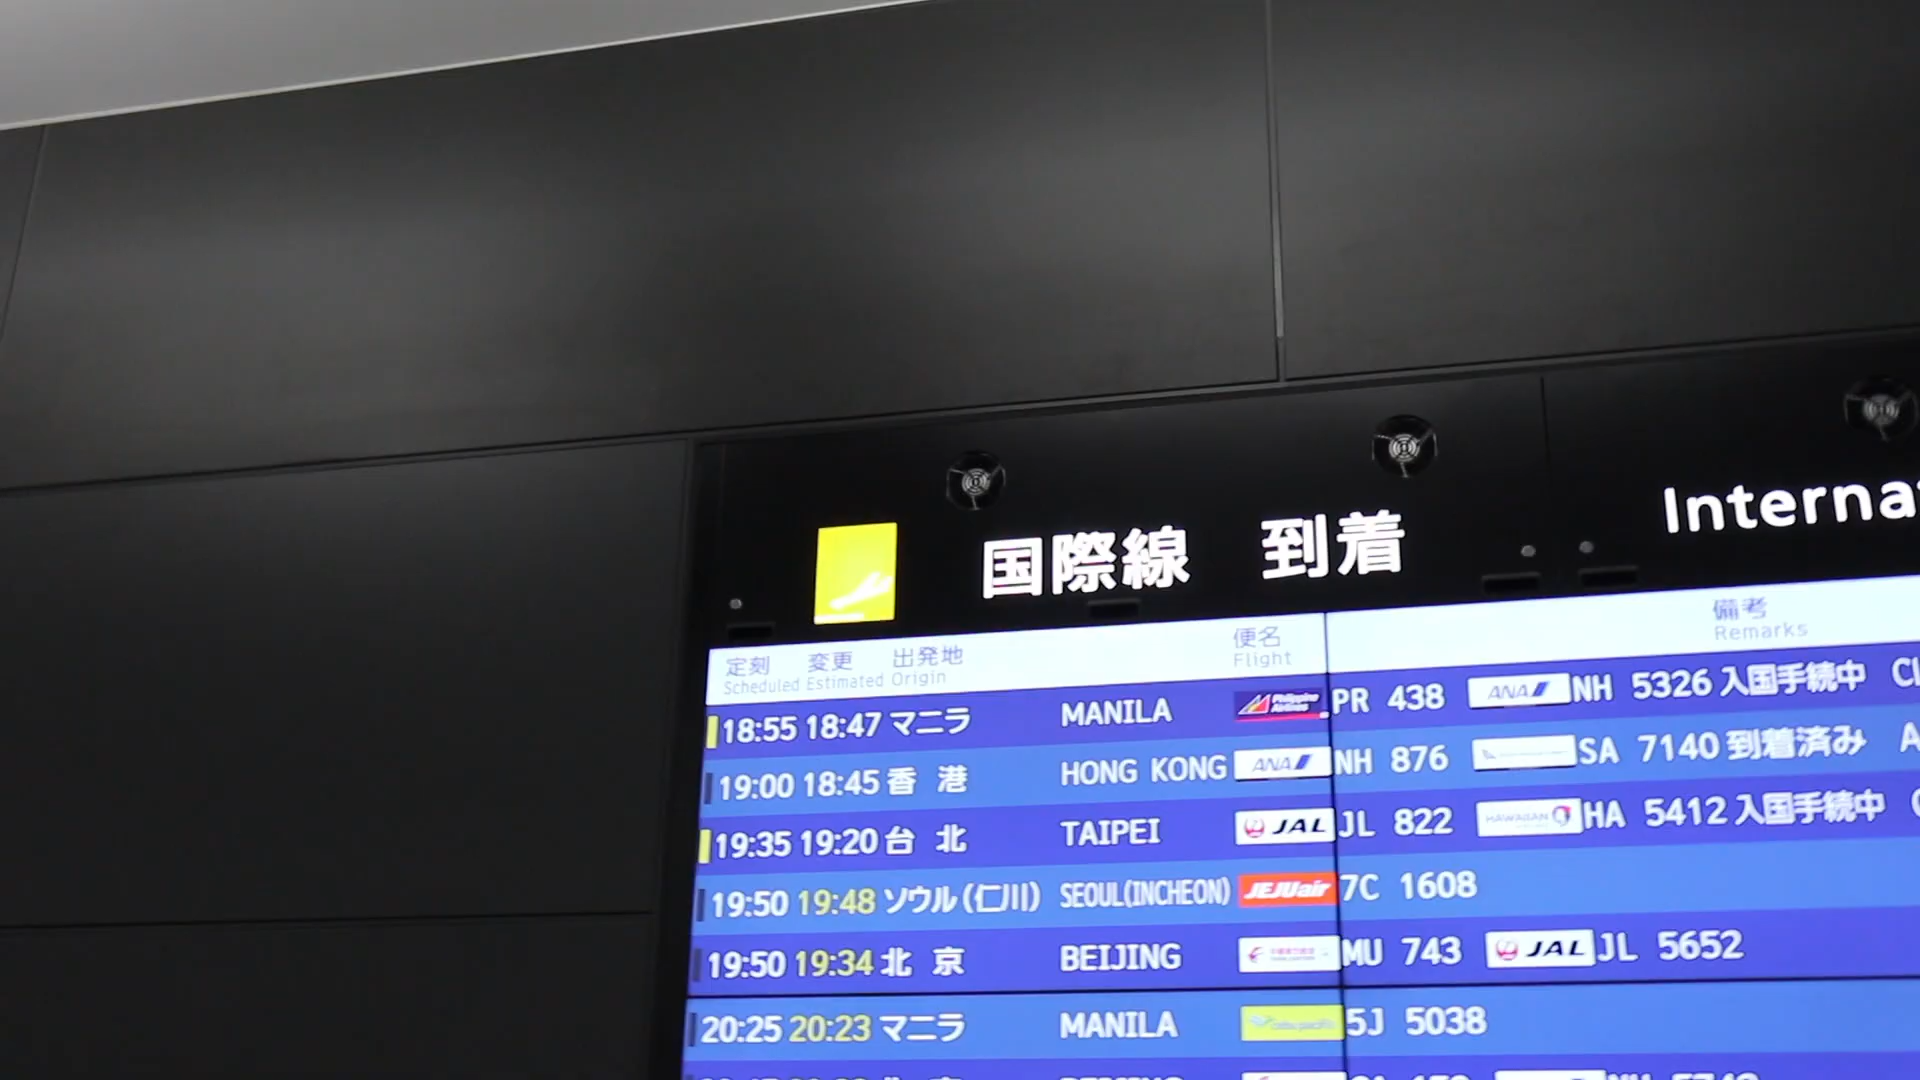 国際線 到着 Interna
定刻 変更 出発地 便名 備考
Scheduled Estimated Origin Flight Remarks
18:55 18:47 マニラ MANILA Philippine Airlines PR 438 ANA NH 5326 入国手続中
19:00 18:45 香 港 HONG KONG ANA NH 876 SA 7140 到着済み A
19:35 19:20 台 北 TAIPEI JAL JL 822 HAWAIIAN HA 5412 入国手続中
19:50 19:48 ソウル(仁川) SEOUL(INCHEON) JEJUair 7C 1608
19:50 19:34 北 京 BEIJING MU 743 JAL JL 5652
20:25 20:23 マニラ MANILA cebu pacific 5J 5038